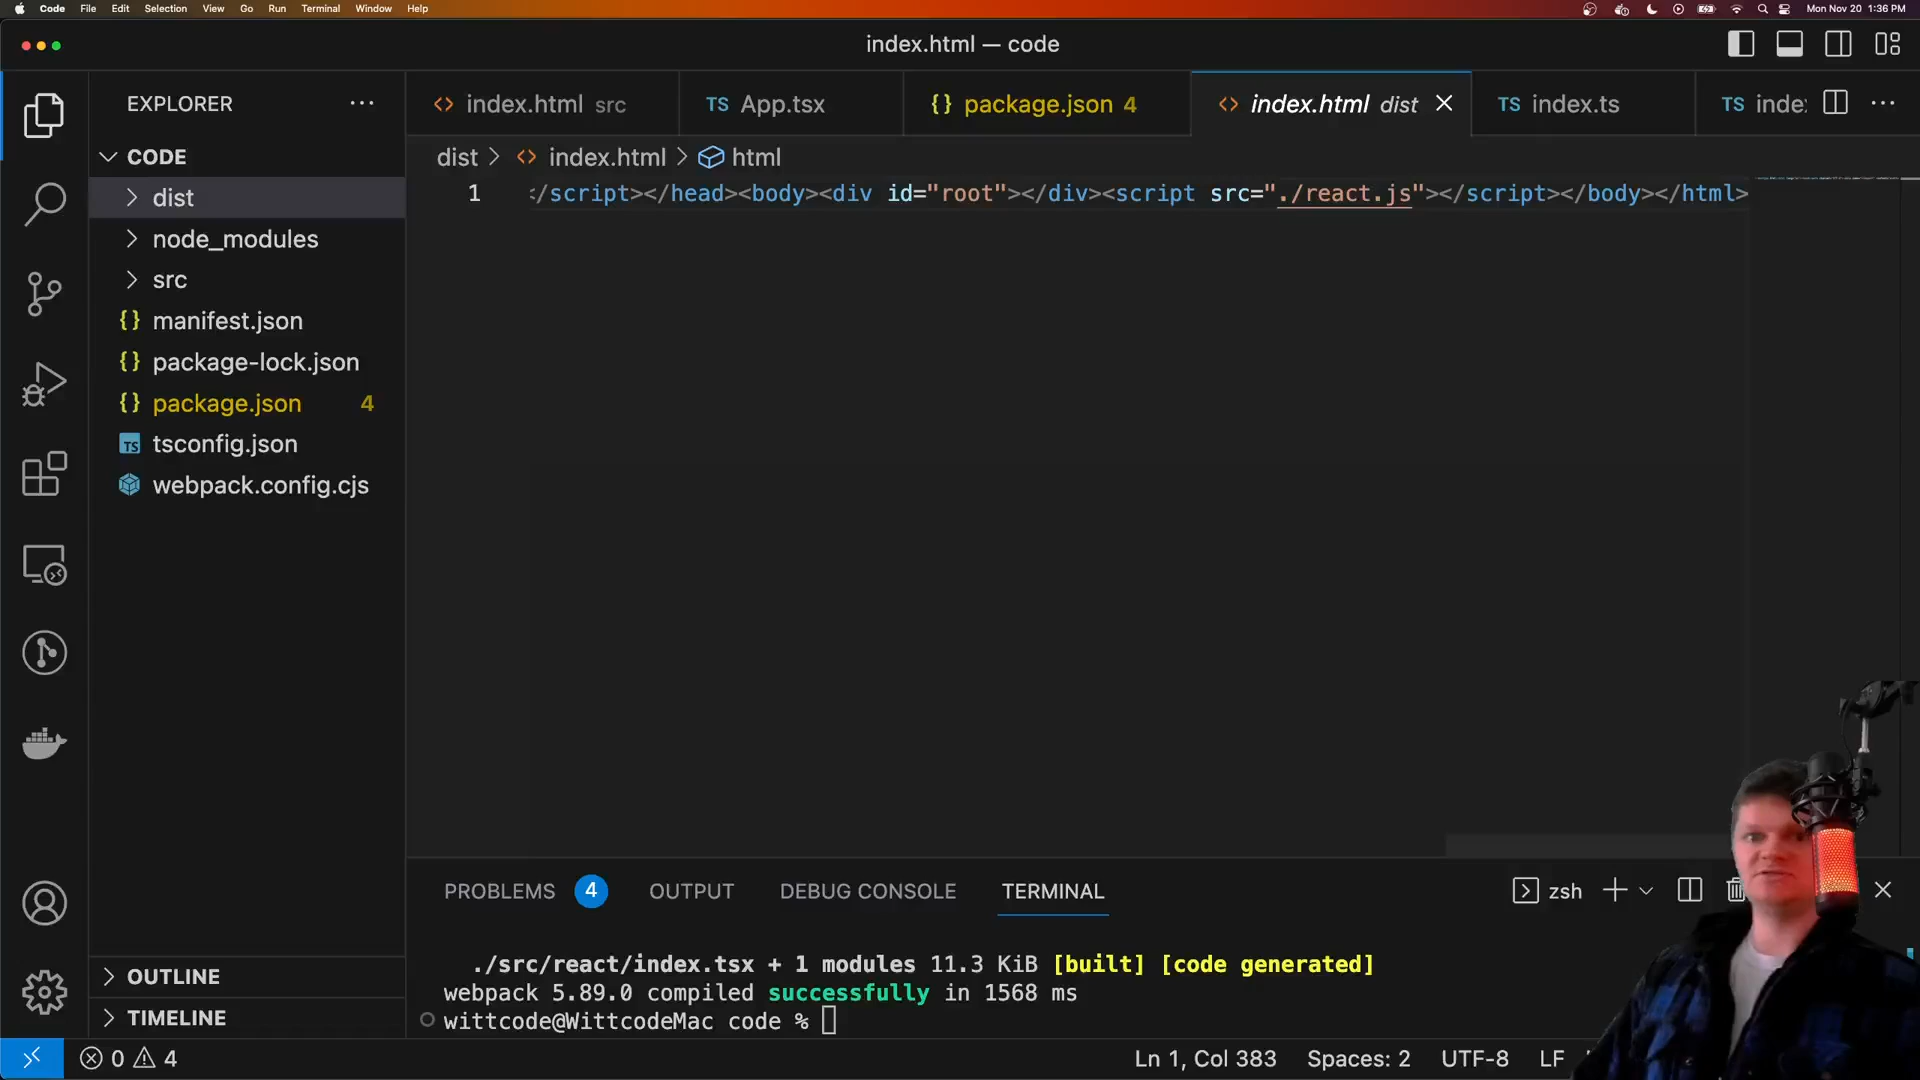 Code File Edit Selection View Go Run Terminal Window Help Mon Nov 20 1:36 PM
index.html — code
EXPLORER
index.html src
TS App.tsx
{} package.json 4
index.html dist
TS index.ts
TS inde
dist > index.html > html
CODE
1 </script></head><body><div id="root"></div><script src="./react.js"></script></body></html>
dist
node_modules
src
{} manifest.json
{} package-lock.json
{} package.json 4
TS tsconfig.json
webpack.config.cjs
PROBLEMS 4 OUTPUT DEBUG CONSOLE TERMINAL
zsh
./src/react/index.tsx + 1 modules 11.3 KiB [built] [code generated]
webpack 5.89.0 compiled successfully in 1568 ms
wittcode@WittcodeMac code %
OUTLINE
TIMELINE
0 4
Ln 1, Col 383 Spaces: 2 UTF-8 LF